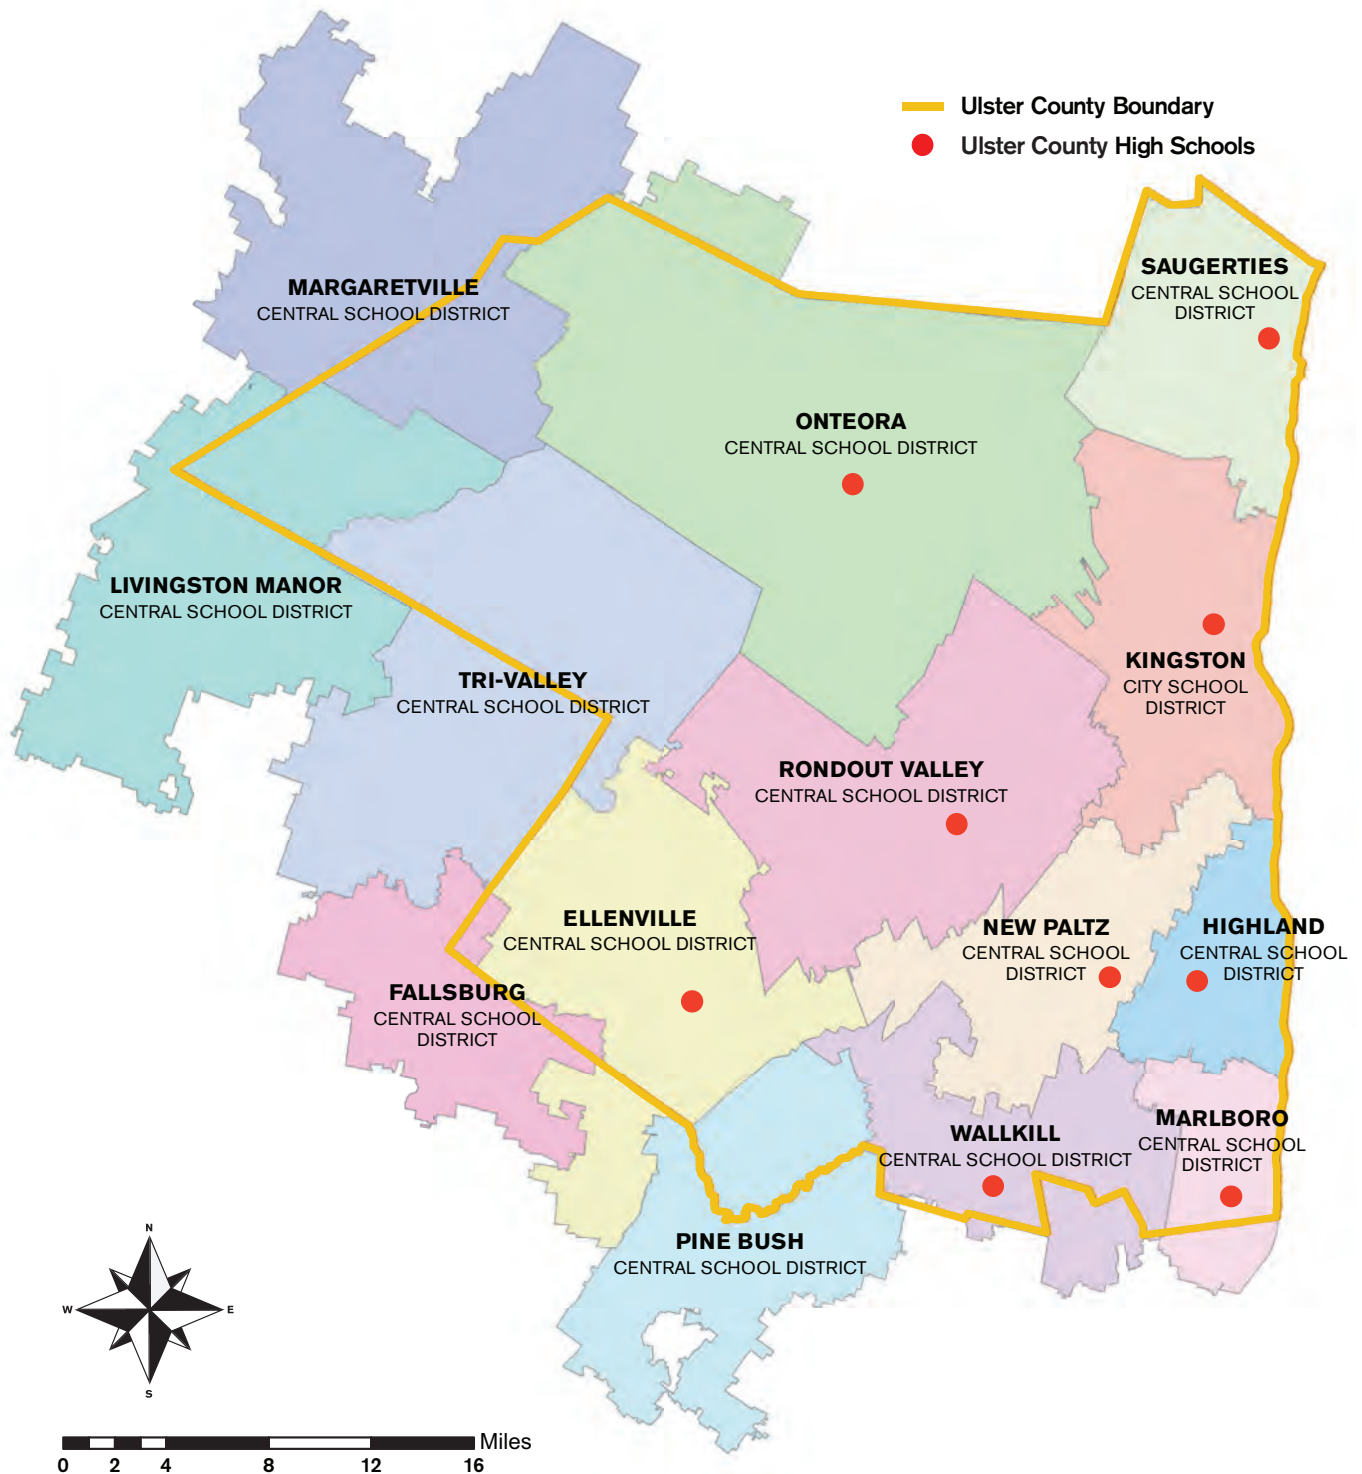 Ulster County Boundary
Ulster County High Schools
SAUGERTIES
CENTRAL SCHOOL
DISTRICT
MARGARETVILLE
CENTRAL SCHOOL DISTRICT
ONTEORA
CENTRAL SCHOOL DISTRICT
LIVINGSTON MANOR
CENTRAL SCHOOL DISTRICT
KINGSTON
CITY SCHOOL
DISTRICT
TRI-VALLEY
CENTRAL SCHOOL DISTRICT
RONDOUT VALLEY
CENTRAL SCHOOL DISTRICT
ELLENVILLE
CENTRAL SCHOOL DISTRICT
NEW PALTZ
CENTRAL SCHOOL
DISTRICT
HIGHLAND
CENTRAL SCHOOL
DISTRICT
FALLSBURG
CENTRAL SCHOOL
DISTRICT
WALLKILL
CENTRAL SCHOOL DISTRICT
MARLBORO
CENTRAL SCHOOL
DISTRICT
PINE BUSH
CENTRAL SCHOOL DISTRICT
N
W E
S
Miles
0 2 4 8 12 16